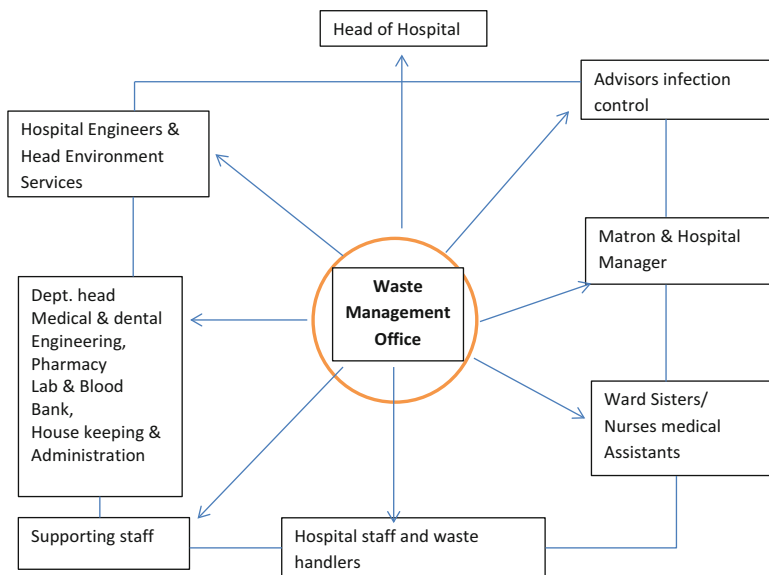 Head of Hospital
Advisors infection
control
Hospital Engineers &
Head Environment
Services
Matron & Hospital
Manager
Waste
Management
Office
Dept. head
Medical & dental
Engineering,
Pharmacy
Lab & Blood
Bank,
House keeping &
Administration
Ward Sisters/
Nurses medical
Assistants
Supporting staff
Hospital staff and waste
handlers